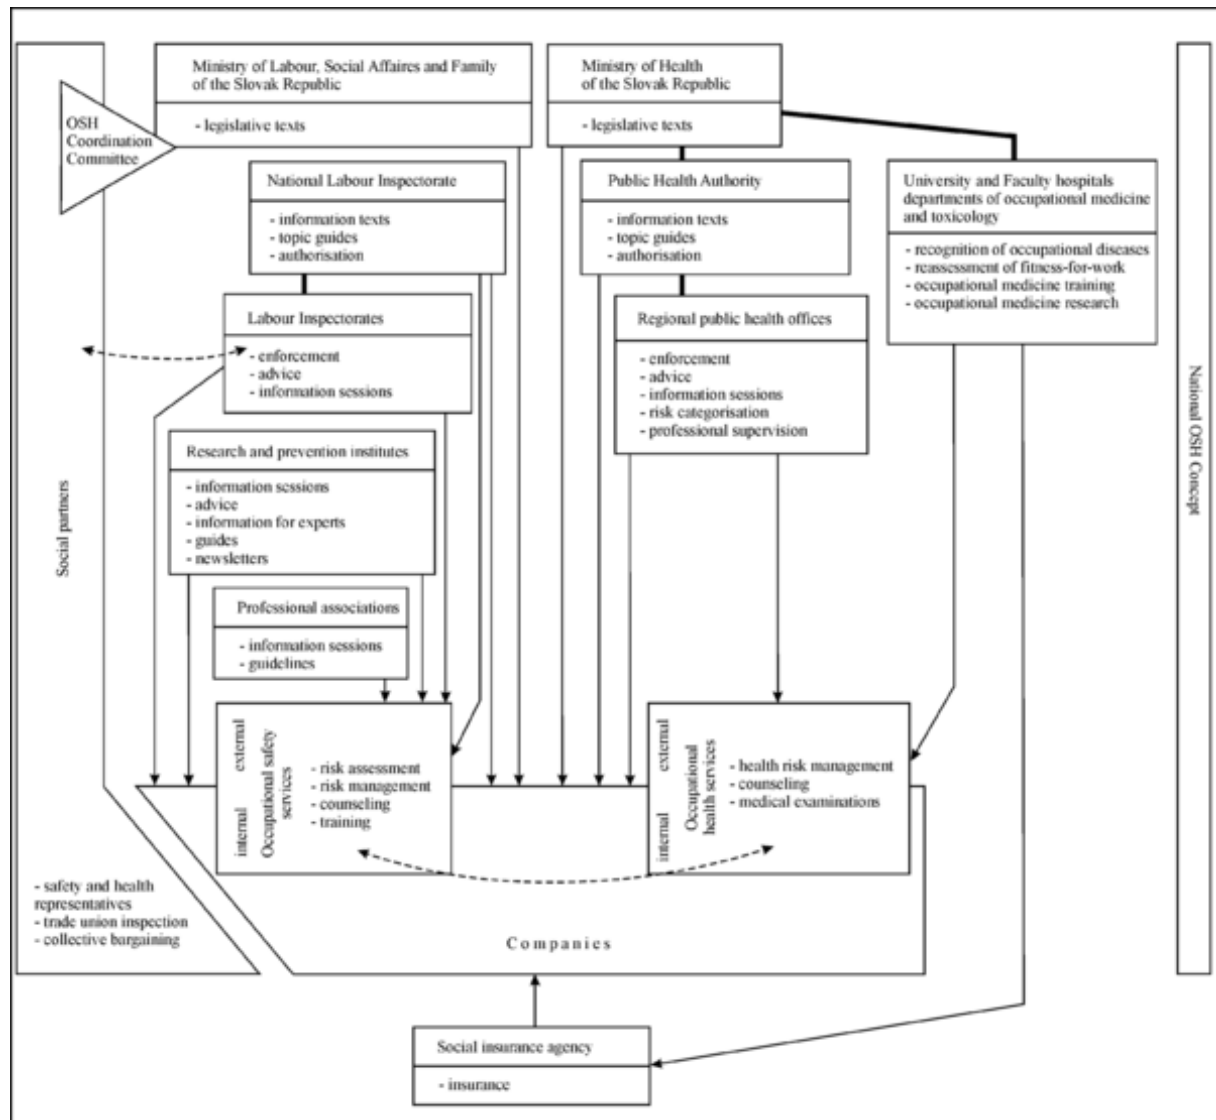 Ministry of Labour, Social Affaires and Family
of the Slovak Republic
- legislative texts
Ministry of Health
of the Slovak Republic
- legislative texts
OSH
Coordination
Committee
National Labour Inspectorate
- information texts
- topic guides
- authorisation
Public Health Authority
- information texts
- topic guides
- authorisation
University and Faculty hospitals
departments of occupational medicine
and toxicology
- recognition of occupational diseases
- reassessment of fitness-for-work
- occupational medicine training
- occupational medicine research
Labour Inspectorates
- enforcement
- advice
- information sessions
Regional public health offices
- enforcement
- advice
- information sessions
- risk categorisation
- professional supervision
Research and prevention institutes
- information sessions
- advice
- information for experts
- guides
- newsletters
Professional associations
- information sessions
- guidelines
Social partners
National OSH Concept
internal external
Occupational safety
services
- risk assessment
- risk management
- counseling
- training
internal external
Occupational
health services
- health risk management
- counseling
- medical examinations
- safety and health
representatives
- trade union inspection
- collective bargaining
Companies
Social insurance agency
- insurance